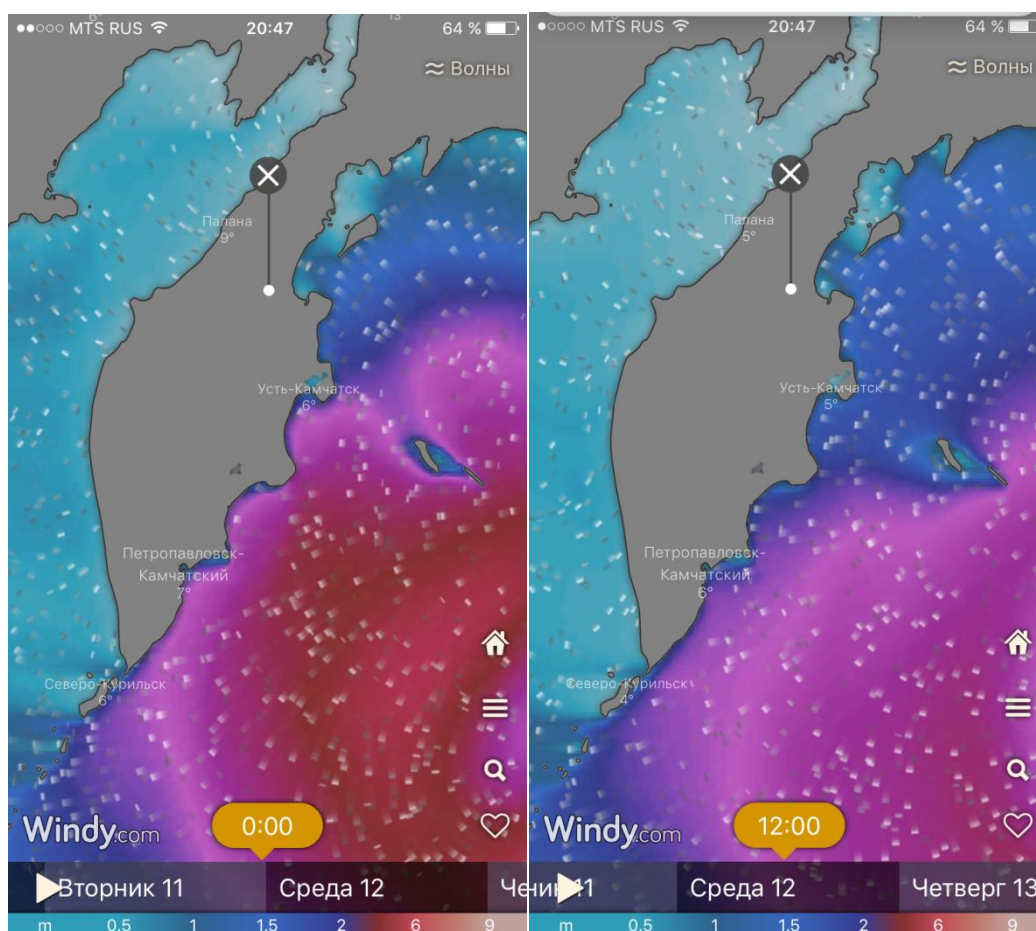 ●●○○○ MTS RUS 20:47 64 %
≈ Волны
Палана
9°
Усть-Камчатск
6°
Петропавловск-
Камчатский
7°
Северо-Курильск
6°
Windy.com
0:00
Вторник 11 Среда 12 Че
m 0.5 1 1.5 2 6 9
●○○○○ MTS RUS 20:47 64 %
≈ Волны
Палана
5°
Усть-Камчатск
5°
Петропавловск-
Камчатский
6°
Северо-Курильск
4°
Windy.com
12:00
ник 11 Среда 12 Четверг 13
m 0.5 1 1.5 2 6 9